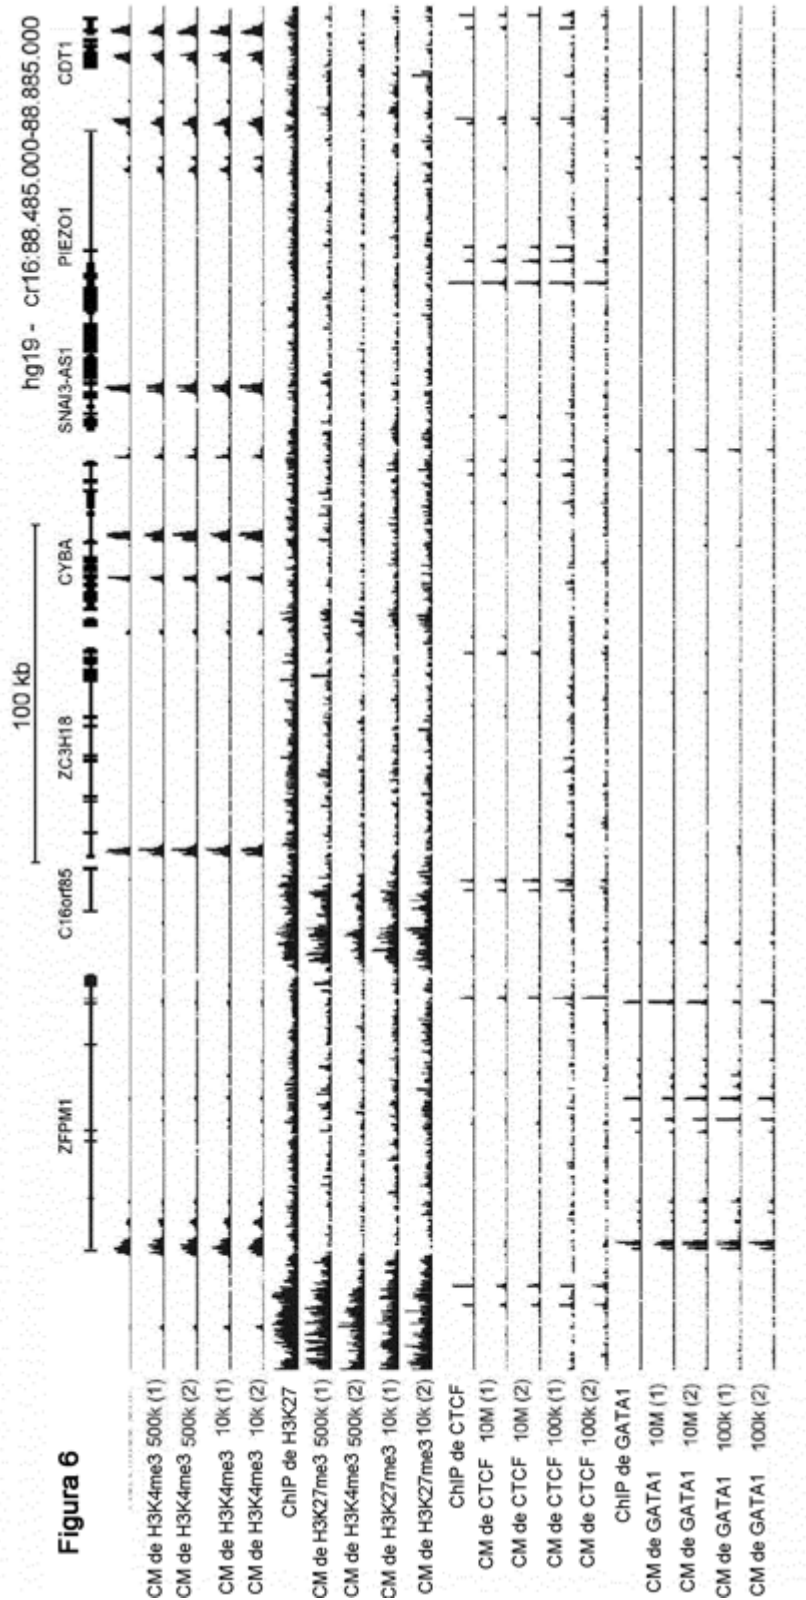 Figura 6
hg19 - cr16:88.485.000-88.885.000
100 kb
ZFPM1
C16orf85
ZC3H18
CYBA
SNAI3-AS1
PIEZO1
CDT1
CM de H3K4me3 500k (1)
CM de H3K4me3 500k (2)
CM de H3K4me3 10k (1)
CM de H3K4me3 10k (2)
ChIP de H3K27
CM de H3K27me3 500k (1)
CM de H3K4me3 500k (2)
CM de H3K27me3 10k (1)
CM de H3K27me3 10k (2)
ChIP de CTCF
CM de CTCF 10M (1)
CM de CTCF 10M (2)
CM de CTCF 100k (1)
CM de CTCF 100k (2)
ChIP de GATA1
CM de GATA1 10M (1)
CM de GATA1 10M (2)
CM de GATA1 100k (1)
CM de GATA1 100k (2)